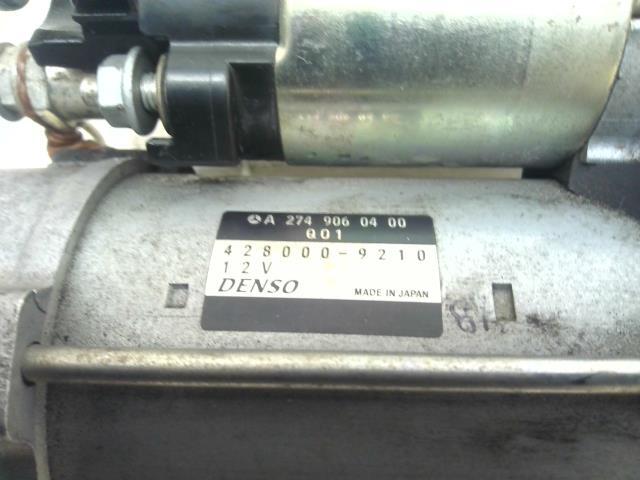 A 274 906 04 00
Q01
428000-9210
12V
DENSO MADE IN JAPAN